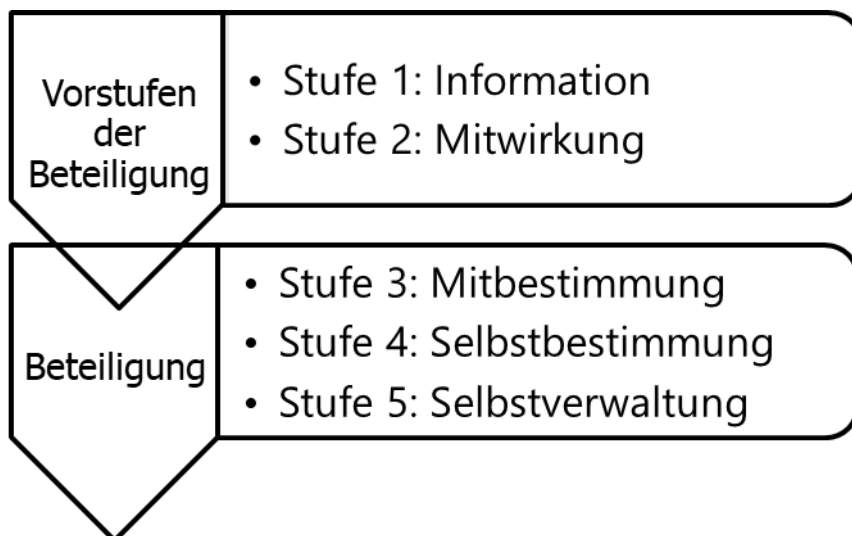 Vorstufen
der
Beteiligung
• Stufe 1: Information
• Stufe 2: Mitwirkung
Beteiligung
• Stufe 3: Mitbestimmung
• Stufe 4: Selbstbestimmung
• Stufe 5: Selbstverwaltung